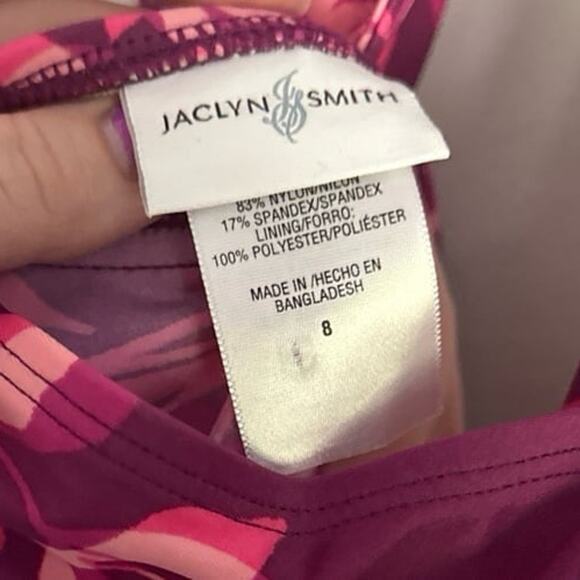 JACLYN SMITH
83% NYLON/NILON
17% SPANDEX/SPANDEX
LINING/FORRO:
100% POLYESTER/POLIÉSTER
MADE IN /HECHO EN
BANGLADESH
8